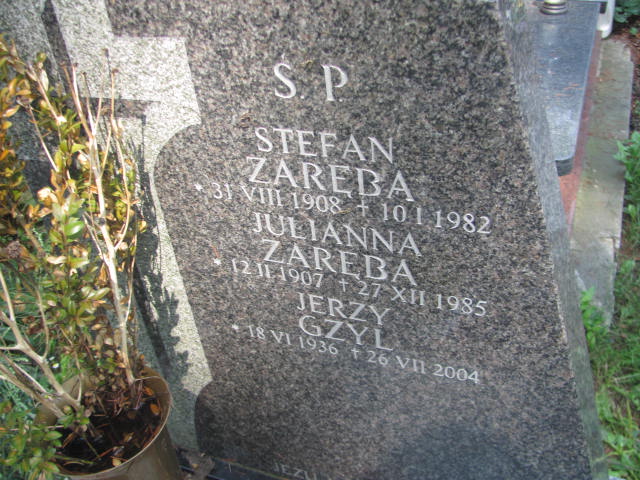 Ś. P.
STEFAN
ZARĘBA
* 31 VIII 1908 + 10 I 1982
JULIANNA
ZARĘBA
* 12 II 1907 + 27 XII 1985
JERZY
GZYL
* 18 VI 1936 + 26 VII 2004
JEZU